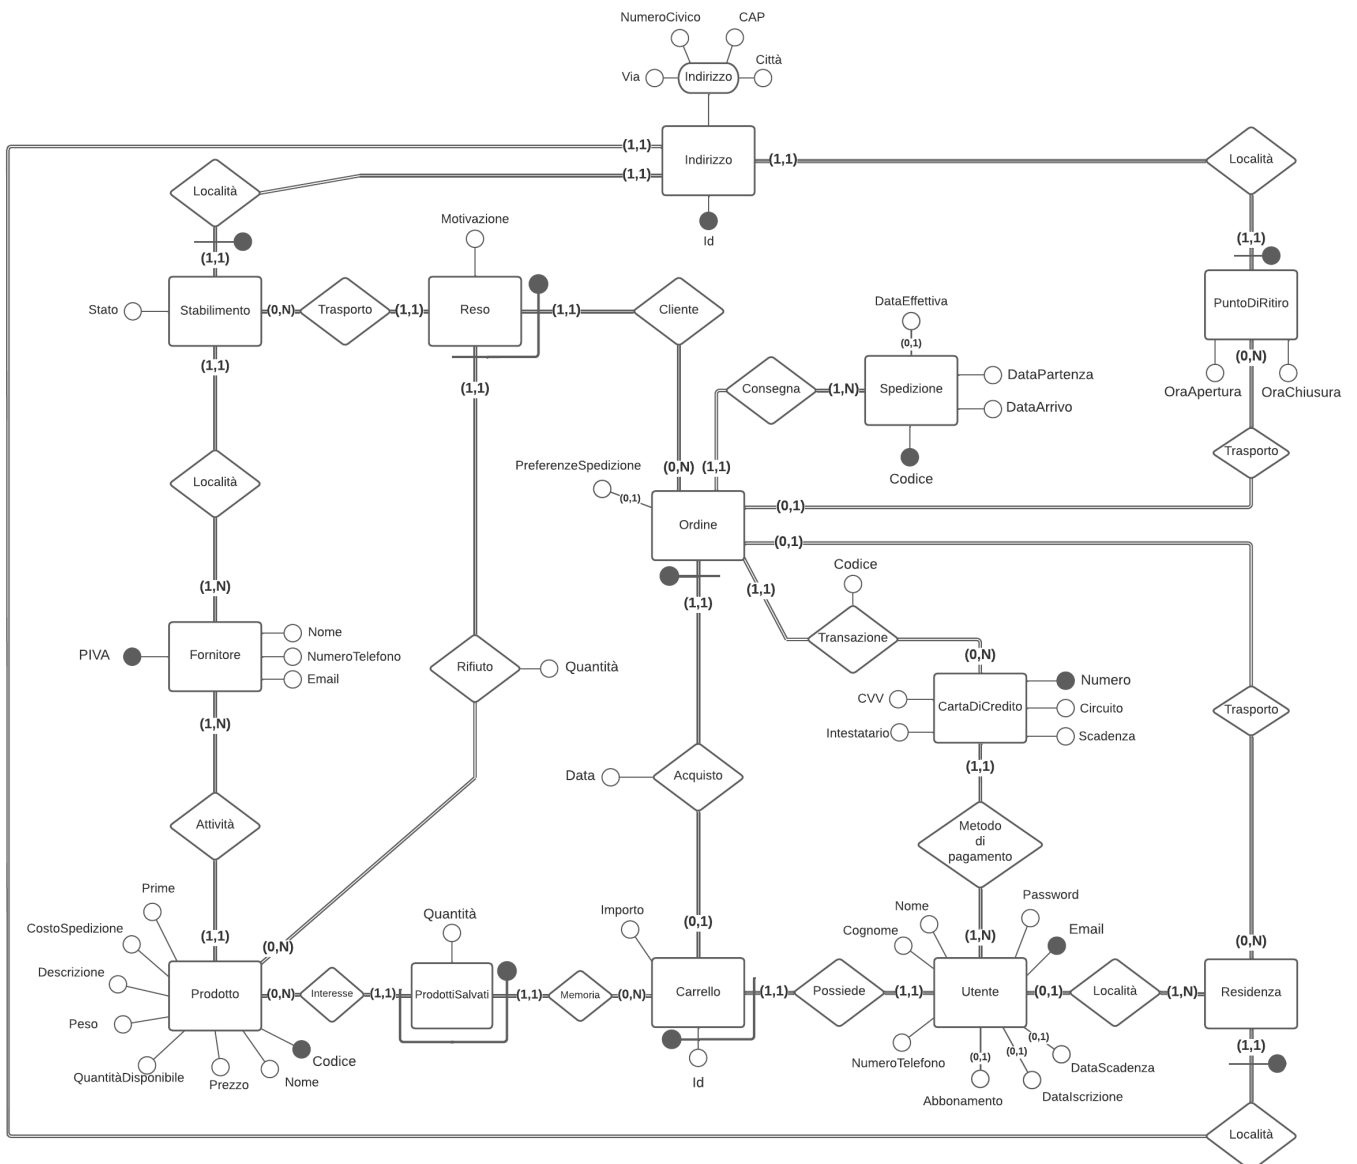 NumeroCivico
CAP
Via
Indirizzo
Città
(1,1)
Indirizzo
(1,1)
Località
(1,1)
Località
Id
Motivazione
(1,1)
(1,1)
Stato
Stabilimento
(0,N)
Trasporto
(1,1)
Reso
(1,1)
Cliente
DataEffettiva
(0,1)
PuntoDiRitiro
(1,1)
(1,1)
Consegna
(1,N)
Spedizione
DataPartenza
DataArrivo
(0,N)
OraApertura
OraChiusura
Località
PreferenzeSpedizione
(0,1)
(0,N)
(1,1)
Codice
Trasporto
Ordine
(0,1)
(0,1)
(1,N)
(1,1)
(1,1)
Codice
PIVA
Fornitore
Nome
NumeroTelefono
Email
Rifiuto
Quantità
Transazione
(0,N)
CVV
Intestatario
CartaDiCredito
Numero
Circuito
Scadenza
Trasporto
(1,N)
Data
Acquisto
(1,1)
Attività
Metodo
di
pagamento
Prime
CostoSpedizione
Descrizione
Peso
QuantitàDisponibile
Prezzo
Nome
Codice
(1,1)
(0,N)
Prodotto
(0,N)
Interesse
(1,1)
Quantità
ProdottiSalvati
(1,1)
Memoria
(0,N)
Importo
(0,1)
Carrello
Id
(1,1)
Possiede
(1,1)
Nome
Cognome
(1,N)
Password
Email
Utente
NumeroTelefono
(0,1)
Abbonamento
(0,1)
DataIscrizione
(0,1)
DataScadenza
(0,1)
Località
(1,N)
(0,N)
Residenza
(1,1)
Località